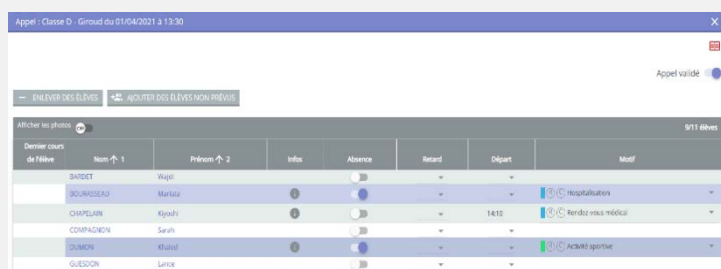 Appel : Classe D - Giroud du 01/04/2021 à 13:30
Appel validé
ENLEVER DES ÉLÈVES AJOUTER DES ÉLÈVES NON PRÉVUS
Afficher les photos 9/11 élèves
Dernier cours de l'élève Nom 1 Prénom 2 Infos Absence Retard Départ Motif
BARDET Wajdi
BOURASSEAU Mariata Hospitalisation
CHAPELAIN Kiyoshi 14:10 Rendez-vous médical
COMPAGNON Sarah
DUMON Khaled Activité sportive
GUESDON Lance